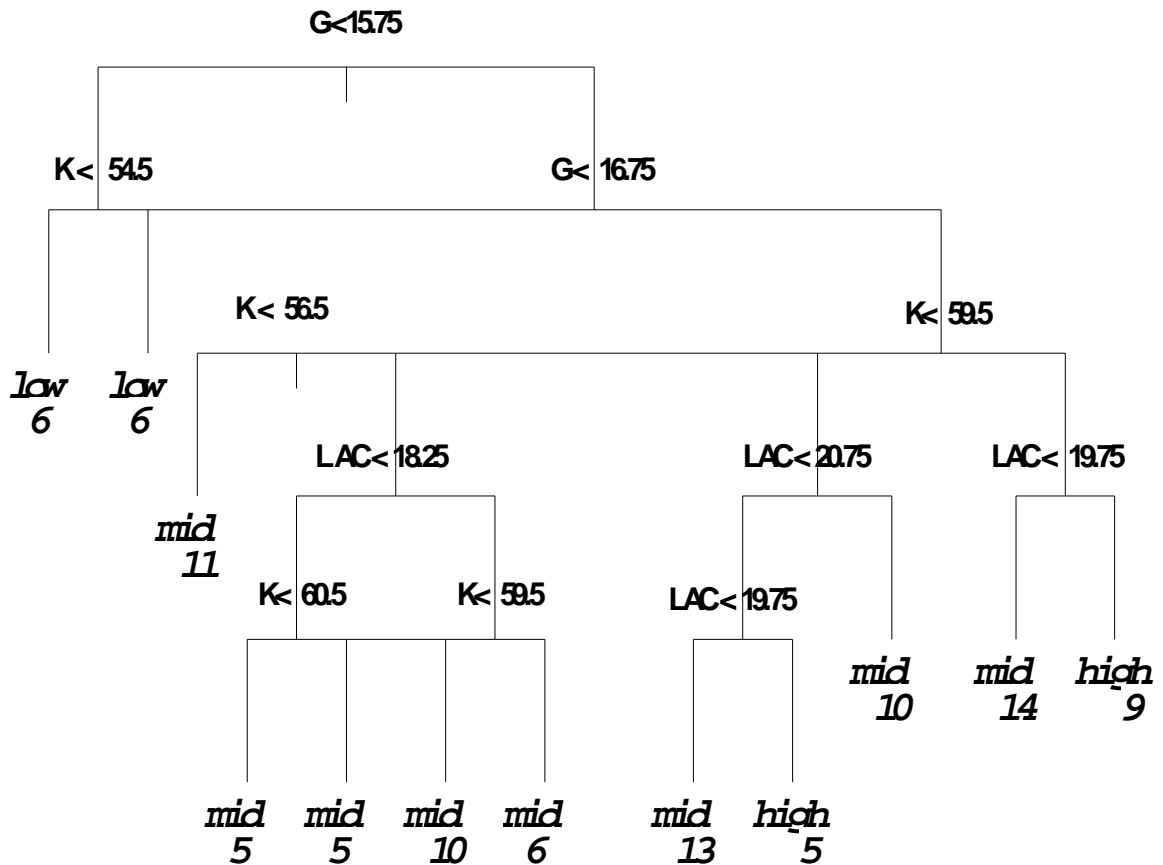 G<15.75
K< 54.5
G< 16.75
K< 56.5
K< 59.5
low
6
low
6
LAC<18.25
LAC<20.75
LAC<19.75
mid
11
K< 60.5
K< 59.5
LAC<19.75
mid
10
mid
14
high
9
mid
5
mid
5
mid
10
mid
6
mid
13
high
5